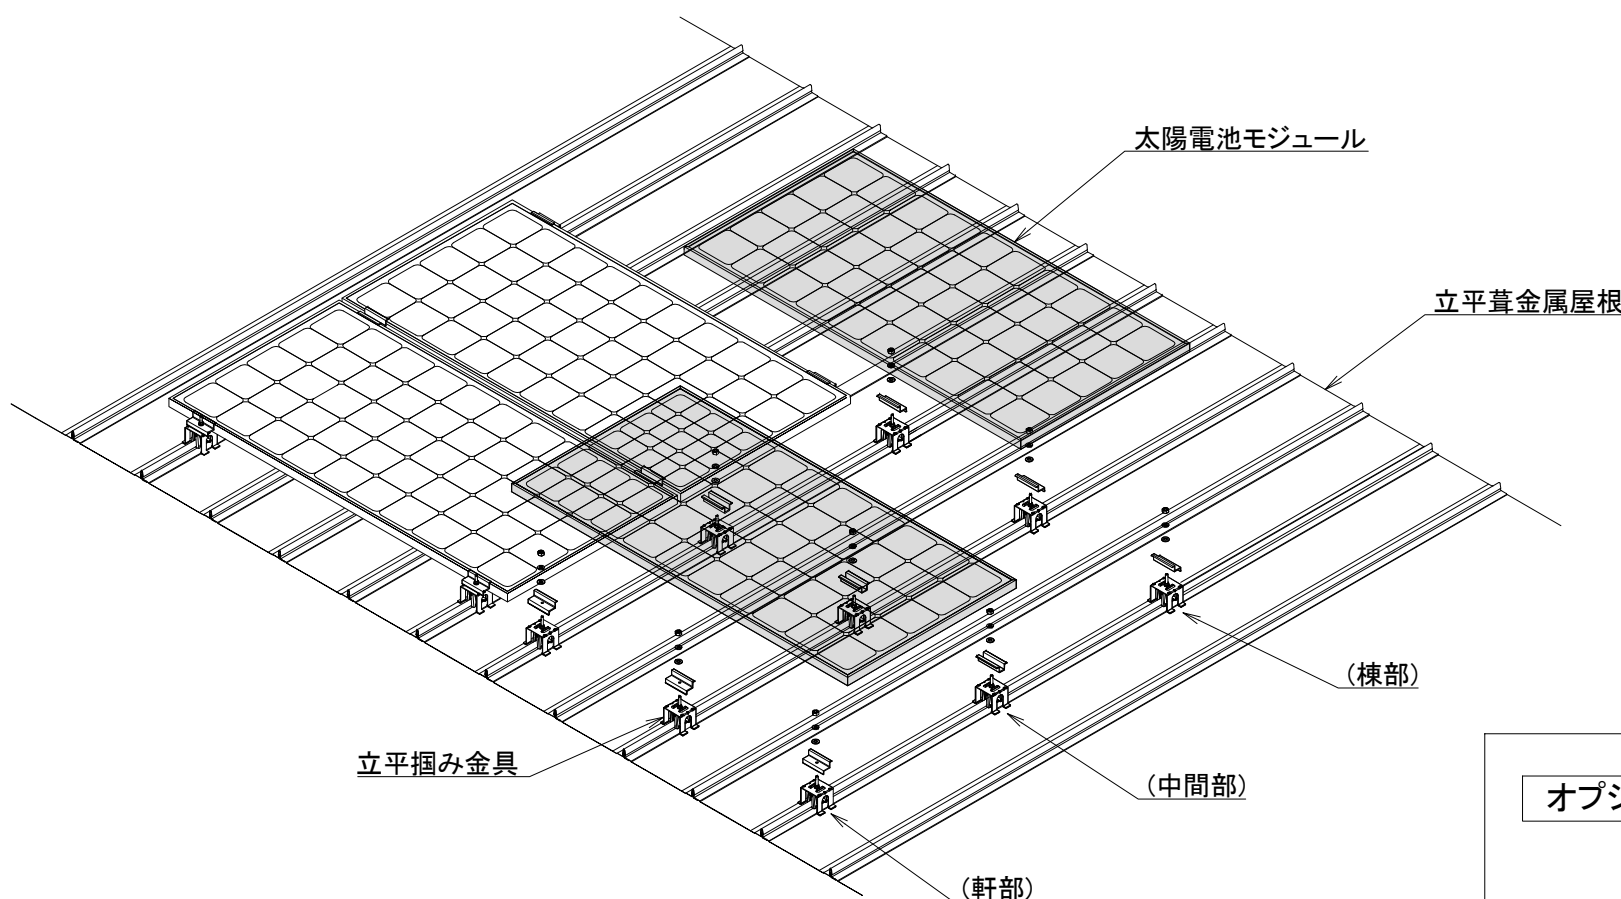 太陽電池モジュール
立平葺金属屋根
(棟部)
立平掴み金具
(中間部)
オプシ
(軒部)